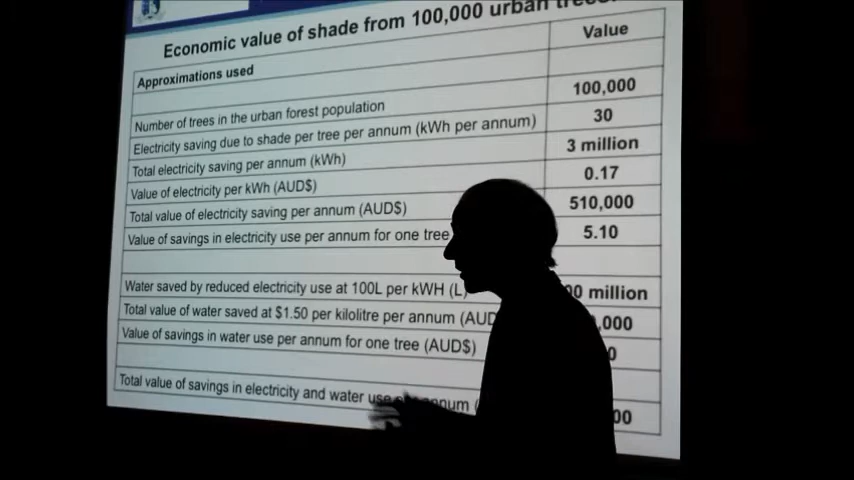 Economic value of shade from 100,000 urban trees
Approximations used Value
Number of trees in the urban forest population 100,000
Electricity saving due to shade per tree per annum (kWh per annum) 30
Total electricity saving per annum (kWh) 3 million
Value of electricity per kWh (AUD$) 0.17
Total value of electricity saving per annum (AUD$) 510,000
Value of savings in electricity use per annum for one tree 5.10
Water saved by reduced electricity use at 100L per kWH (L) 00 million
Total value of water saved at $1.50 per kilolitre per annum (AUD ,000
Value of savings in water use per annum for one tree (AUD$) 0
Total value of savings in electricity and water use annum ( 00